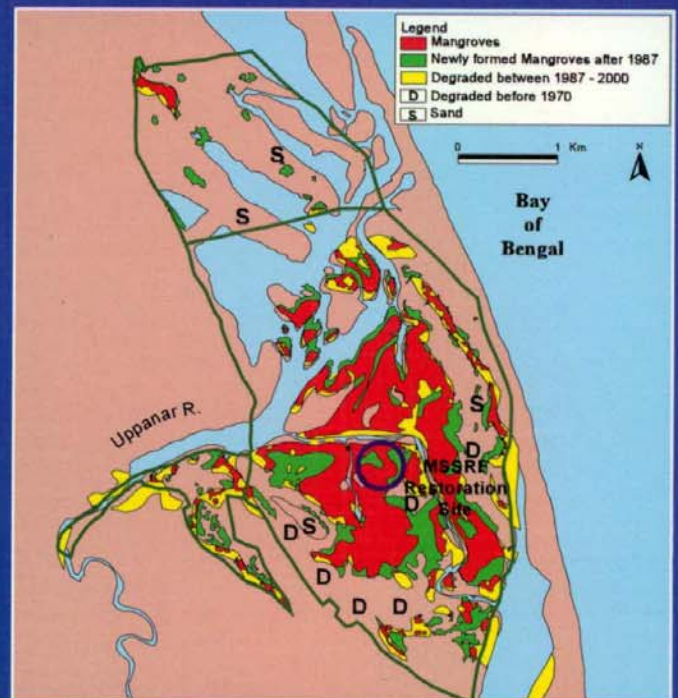 Legend
Mangroves
Newly formed Mangroves after 1987
Degraded between 1987 - 2000
D Degraded before 1970
S Sand
0 1 Km
N
Bay
of
Bengal
S
S
Uppanar R.
S
D
MSSRF
Restoration
D
Site
D S
D
D D